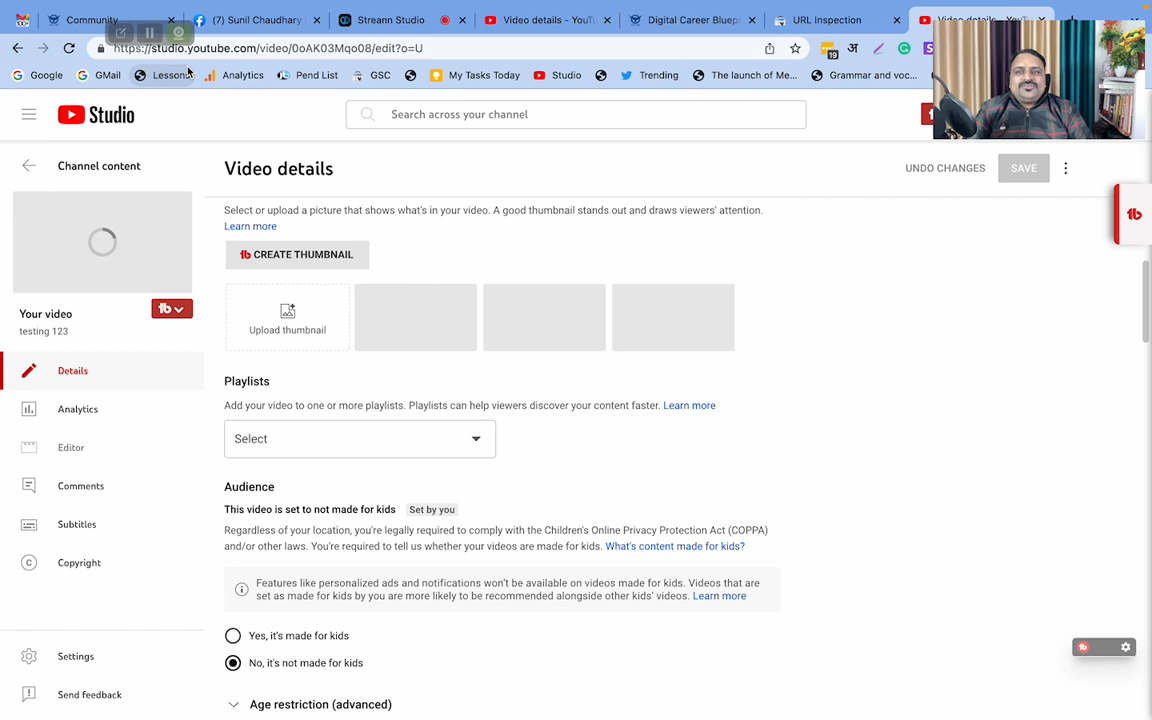 Community
(7) Sunil Chaudhary
Streann Studio
Video details - YouTu
Digital Career Bluepr
URL Inspection
https://studio.youtube.com/video/0oAK03Mqo08/edit?o=U
19
अ
S
Google
GMail
Lessons
Analytics
Pend List
GSC
My Tasks Today
Studio
Trending
The launch of Me...
Grammar and voc...
Studio
Search across your channel
Channel content
Video details
UNDO CHANGES
SAVE
Select or upload a picture that shows what's in your video. A good thumbnail stands out and draws viewers' attention.
Learn more
tb CREATE THUMBNAIL
Upload thumbnail
Your video
testing 123
tb
tb
Details
Analytics
Editor
Comments
Subtitles
Copyright
Settings
Send feedback
Playlists
Add your video to one or more playlists. Playlists can help viewers discover your content faster. Learn more
Select
Audience
This video is set to not made for kids Set by you
Regardless of your location, you're legally required to comply with the Children's Online Privacy Protection Act (COPPA)
and/or other laws. You're required to tell us whether your videos are made for kids. What's content made for kids?
Features like personalized ads and notifications won't be available on videos made for kids. Videos that are
set as made for kids by you are more likely to be recommended alongside other kids' videos. Learn more
Yes, it's made for kids
No, it's not made for kids
Age restriction (advanced)